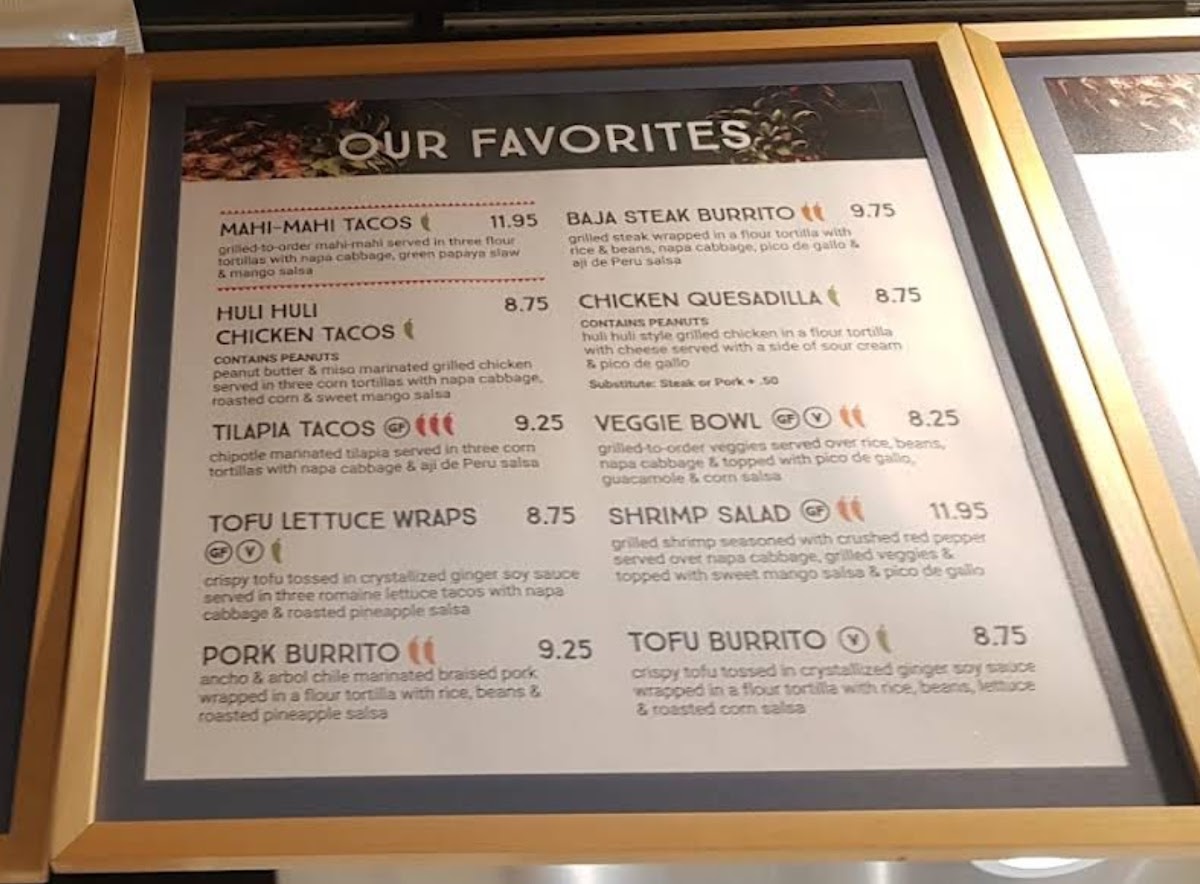 OUR FAVORITES
MAHI-MAHI TACOS 11.95
grilled-to-order mahi-mahi served in three flour
tortillas with napa cabbage, green papaya slaw
& mango salsa
HULI HULI 8.75
CHICKEN TACOS
CONTAINS PEANUTS
peanut butter & miso marinated grilled chicken
served in three corn tortillas with napa cabbage,
roasted corn & sweet mango salsa
TILAPIA TACOS GF 9.25
chipotle marinated tilapia served in three corn
tortillas with napa cabbage & aji de Peru salsa
TOFU LETTUCE WRAPS 8.75
GF V
crispy tofu tossed in crystallized ginger soy sauce
served in three romaine lettuce tacos with napa
cabbage & roasted pineapple salsa
PORK BURRITO 9.25
ancho & arbol chile marinated braised pork
wrapped in a flour tortilla with rice, beans &
roasted pineapple salsa
BAJA STEAK BURRITO 9.75
grilled steak wrapped in a flour tortilla with
rice & beans, napa cabbage, pico de gallo &
aji de Peru salsa
CHICKEN QUESADILLA 8.75
CONTAINS PEANUTS
huli huli style grilled chicken in a flour tortilla
with cheese served with a side of sour cream
& pico de gallo
Substitute: Steak or Pork + .50
VEGGIE BOWL GF V 8.25
grilled-to-order veggies served over rice, beans,
napa cabbage & topped with pico de gallo,
guacamole & corn salsa
SHRIMP SALAD GF 11.95
grilled shrimp seasoned with crushed red pepper
served over napa cabbage, grilled veggies &
topped with sweet mango salsa & pico de gallo
TOFU BURRITO V 8.75
crispy tofu tossed in crystallized ginger soy sauce
wrapped in a flour tortilla with rice, beans, lettuce
& roasted corn salsa